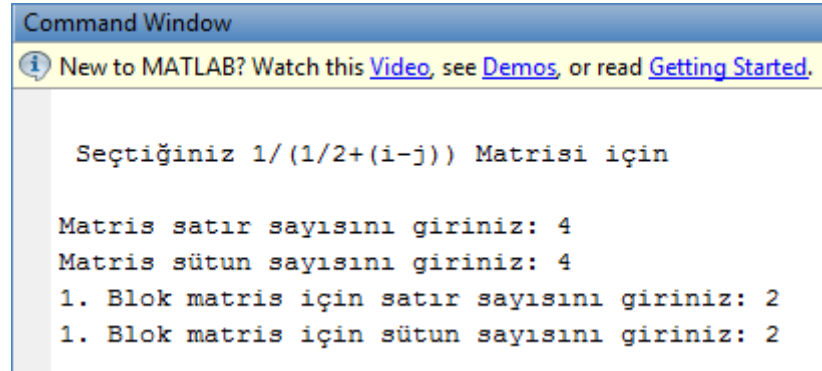 Command Window
New to MATLAB? Watch this Video, see Demos, or read Getting Started.
Seçtiğiniz 1/(1/2+(i-j)) Matrisi için
Matris satır sayısını giriniz: 4
Matris sütun sayısını giriniz: 4
1. Blok matris için satır sayısını giriniz: 2
1. Blok matris için sütun sayısını giriniz: 2